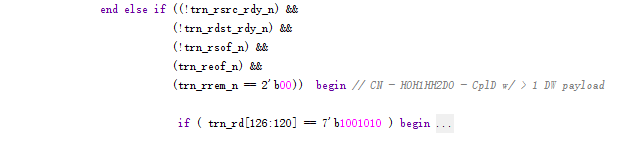 end else if ((!trn_rsrc_rdy_n) &&
(!trn_rdst_rdy_n) &&
(!trn_rsof_n) &&
(trn_reof_n) &&
(trn_rrem_n == 2'b00)) begin // CN - H0H1HH2D0 - CplD w/ > 1 DW payload
if ( trn_rd[126:120] == 7'b1001010 ) begin ...